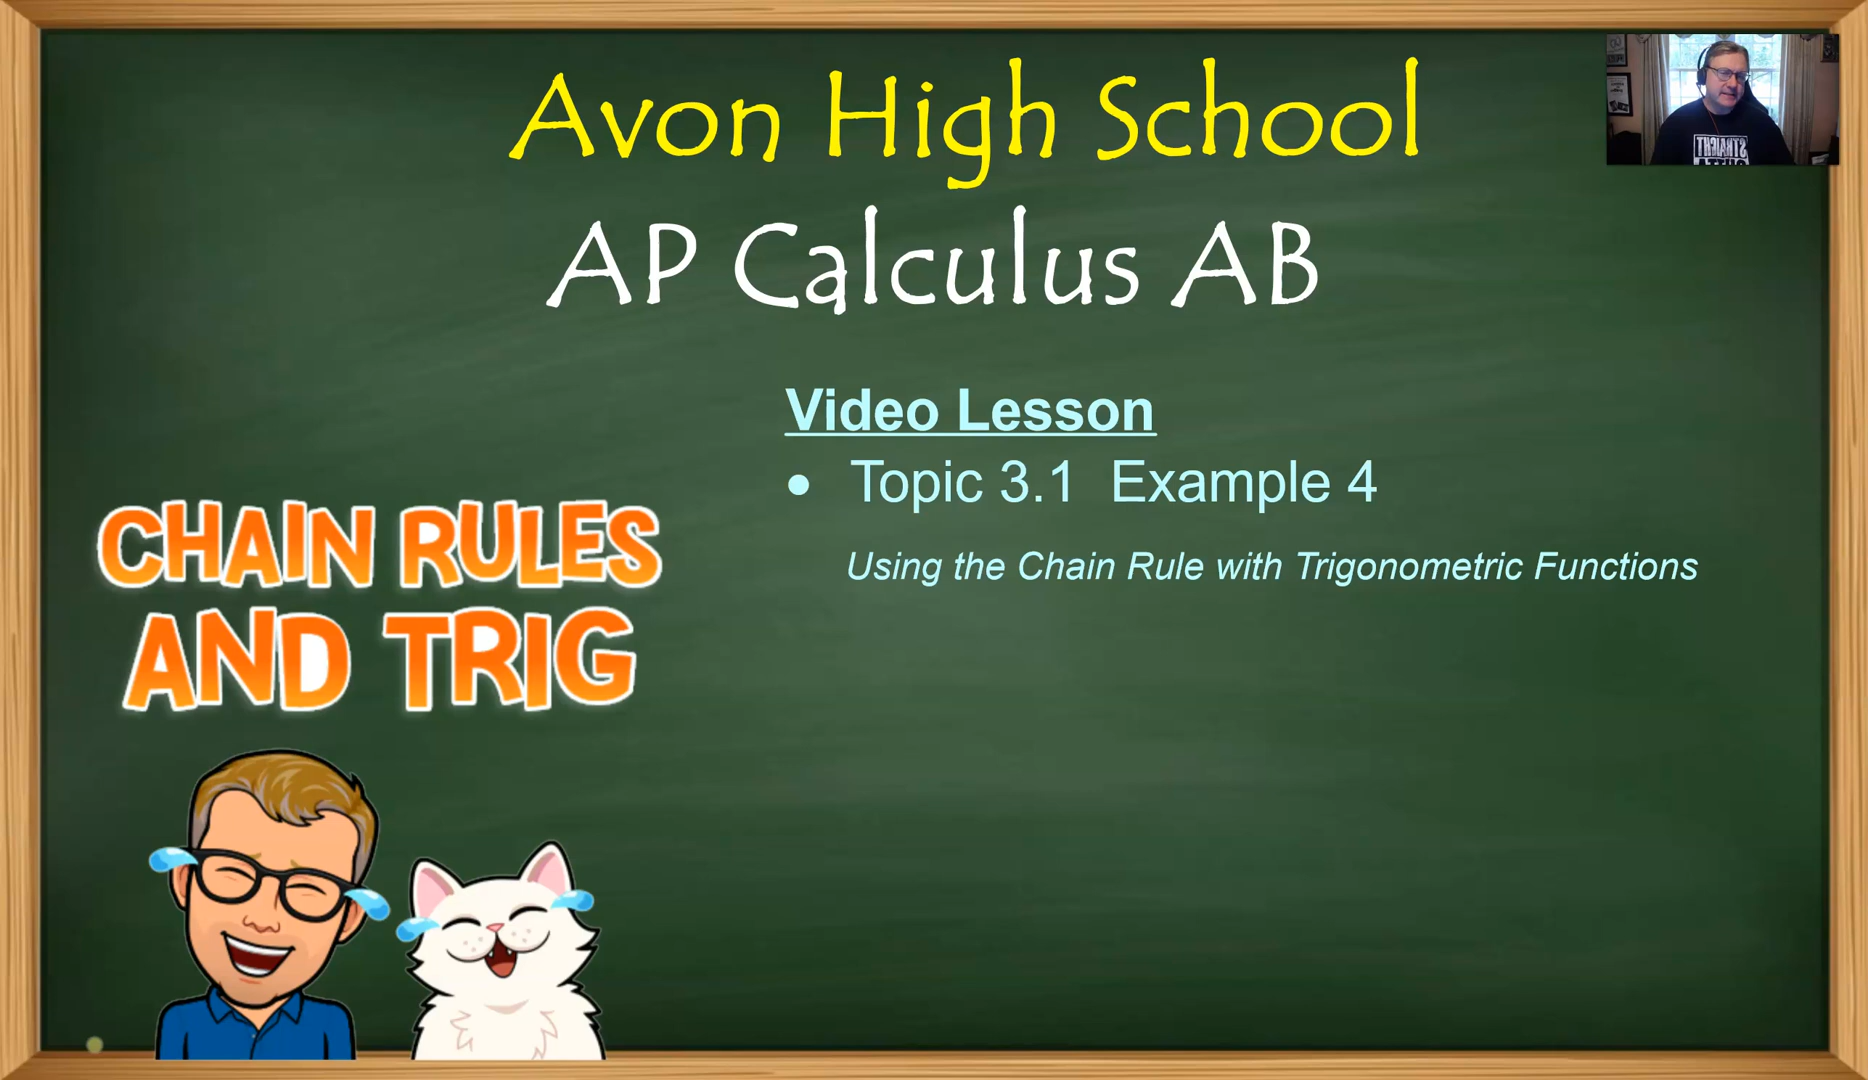 Avon High School
AP Calculus AB
Video Lesson
• Topic 3.1 Example 4
Using the Chain Rule with Trigonometric Functions
CHAIN RULES
AND TRIG
STRAIGHT